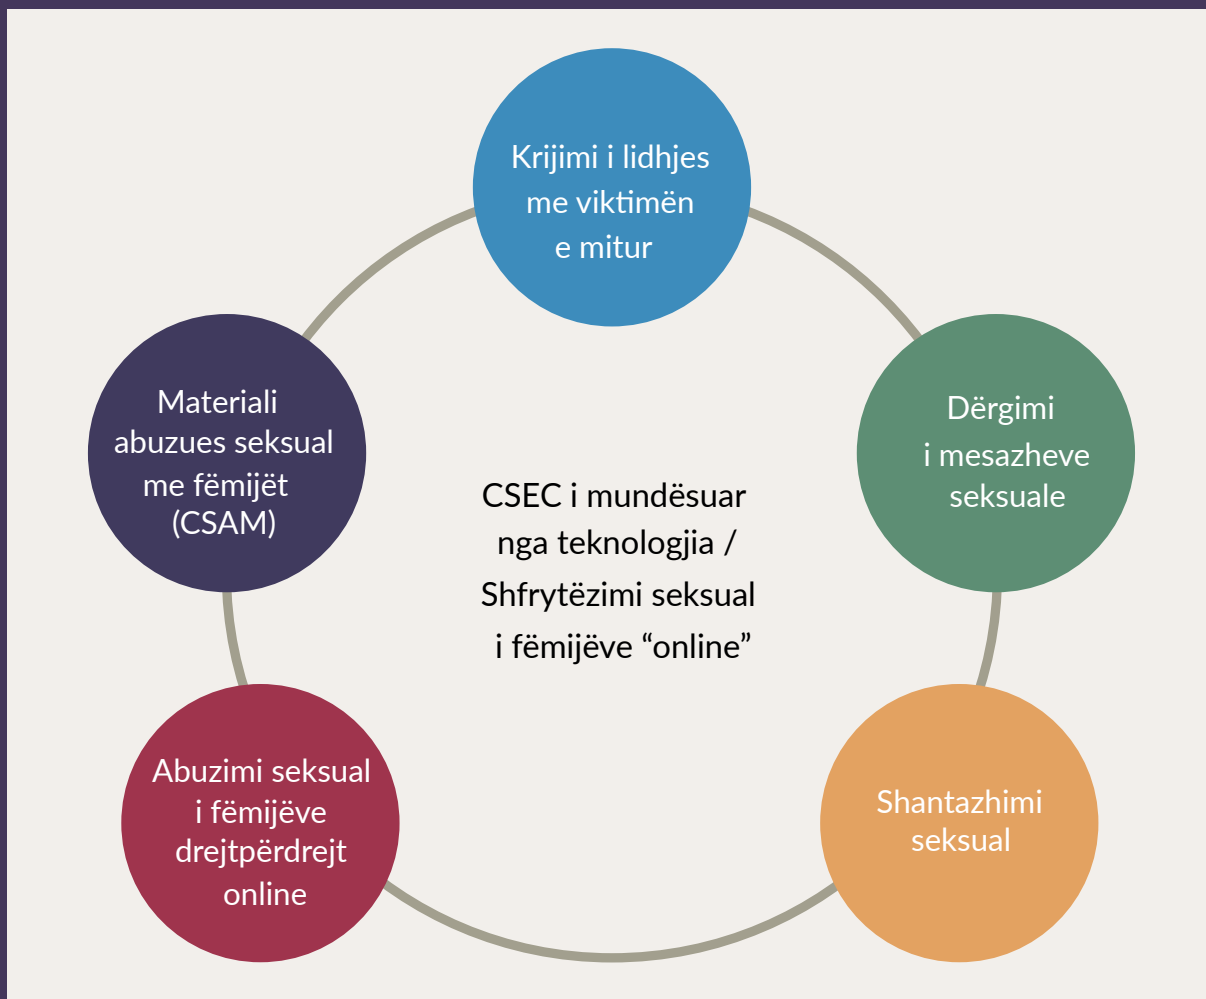 Krijimi i lidhjes
me viktimën
e mitur
Dërgimi
i mesazheve
seksuale
Shantazhimi
seksual
Abuzimi seksual
i fëmijëve
drejtpërdrejt
online
Materiali
abuzues seksual
me fëmijët
(CSAM)
CSEC i mundësuar
nga teknologjia /
Shfrytëzimi seksual
i fëmijëve “online”